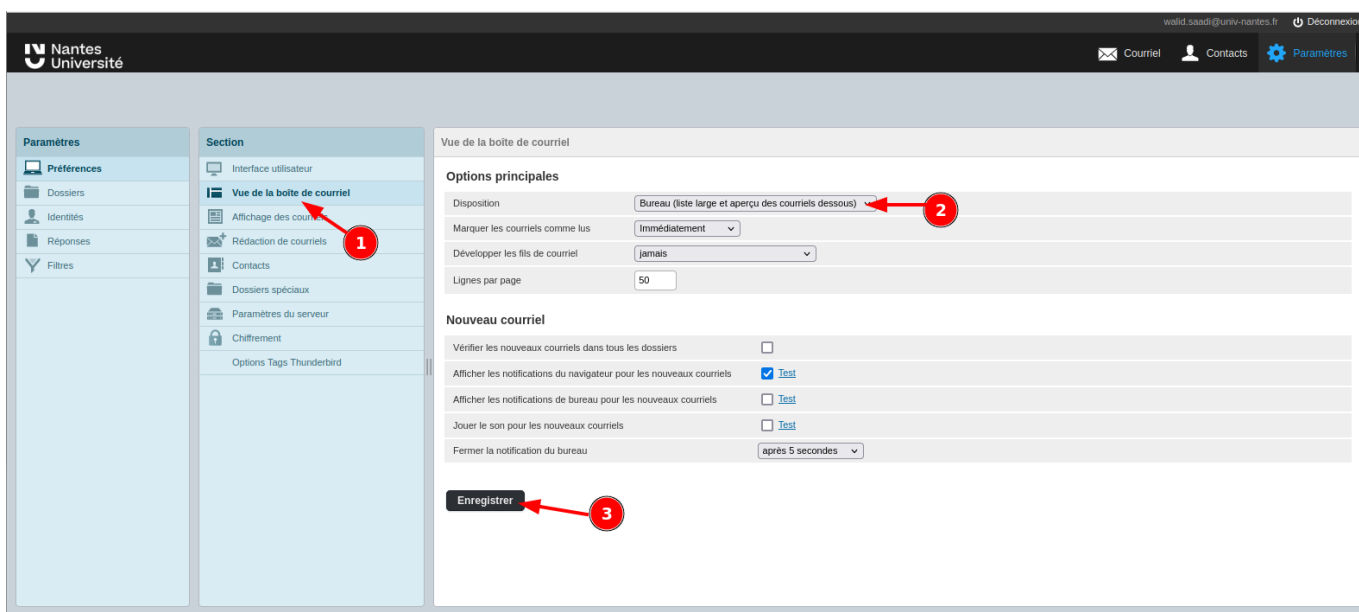 walid.saadi@univ-nantes.fr Déconnexion
Nantes
Université
Courriel Contacts Paramètres
Paramètres
Préférences
Dossiers
Identités
Réponses
Filtres
Section
Interface utilisateur
Vue de la boîte de courriel
Affichage des courriels
Rédaction de courriels
Contacts
Dossiers spéciaux
Paramètres du serveur
Chiffrement
Options Tags Thunderbird
1
Vue de la boîte de courriel
Options principales
Disposition Bureau (liste large et aperçu des courriels dessous)
2
Marquer les courriels comme lus Immédiatement
Développer les fils de courriel jamais
Lignes par page 50
Nouveau courriel
Vérifier les nouveaux courriels dans tous les dossiers
Afficher les notifications du navigateur pour les nouveaux courriels Test
Afficher les notifications de bureau pour les nouveaux courriels Test
Jouer le son pour les nouveaux courriels Test
Fermer la notification du bureau après 5 secondes
Enregistrer
3